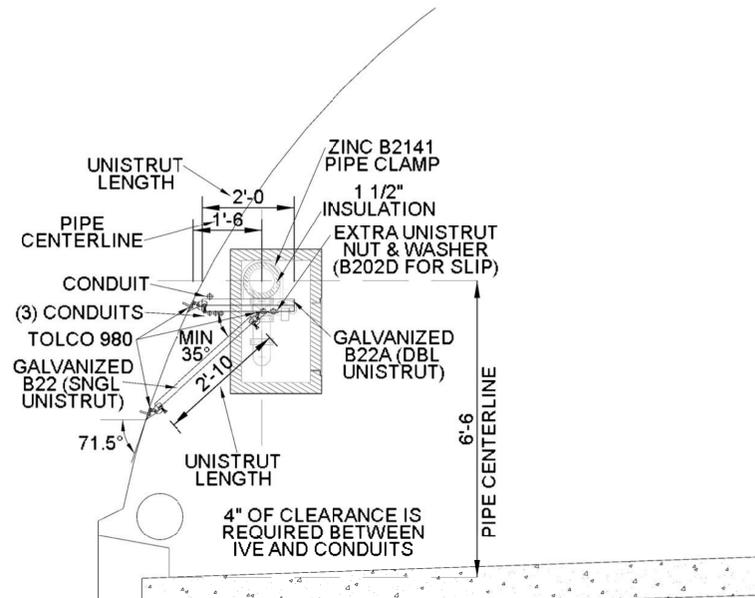 ZINC B2141
PIPE CLAMP
UNISTRUT
LENGTH
2'-0
1 1/2"
INSULATION
1'-6
PIPE
CENTERLINE
EXTRA UNISTRUT
NUT & WASHER
(B202D FOR SLIP)
CONDUIT
(3) CONDUITS
TOLCO 980
MIN
35°
GALVANIZED
B22A (DBL
UNISTRUT)
GALVANIZED
B22 (SNGL
UNISTRUT)
2'-10
71.5°
UNISTRUT
LENGTH
6'-6
PIPE CENTERLINE
4" OF CLEARANCE IS
REQUIRED BETWEEN
IVE AND CONDUITS